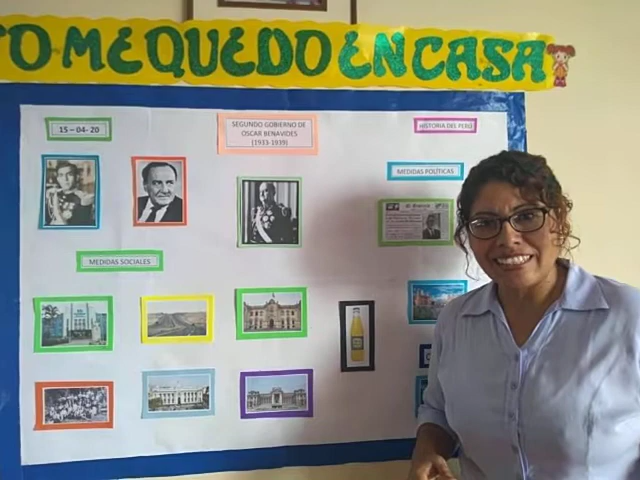 YO ME QUEDO EN CASA
15 – 04- 20
SEGUNDO GOBIERNO DE
OSCAR BENAVIDES
(1933-1939)
HISTORIA DEL PERÚ
MEDIDAS POLÍTICAS
MEDIDAS SOCIALES